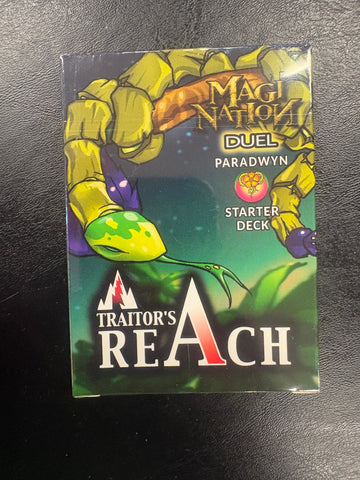 MAGI
NATION
DUEL
PARADWYN
STARTER
DECK
TRAITOR'S
REACH